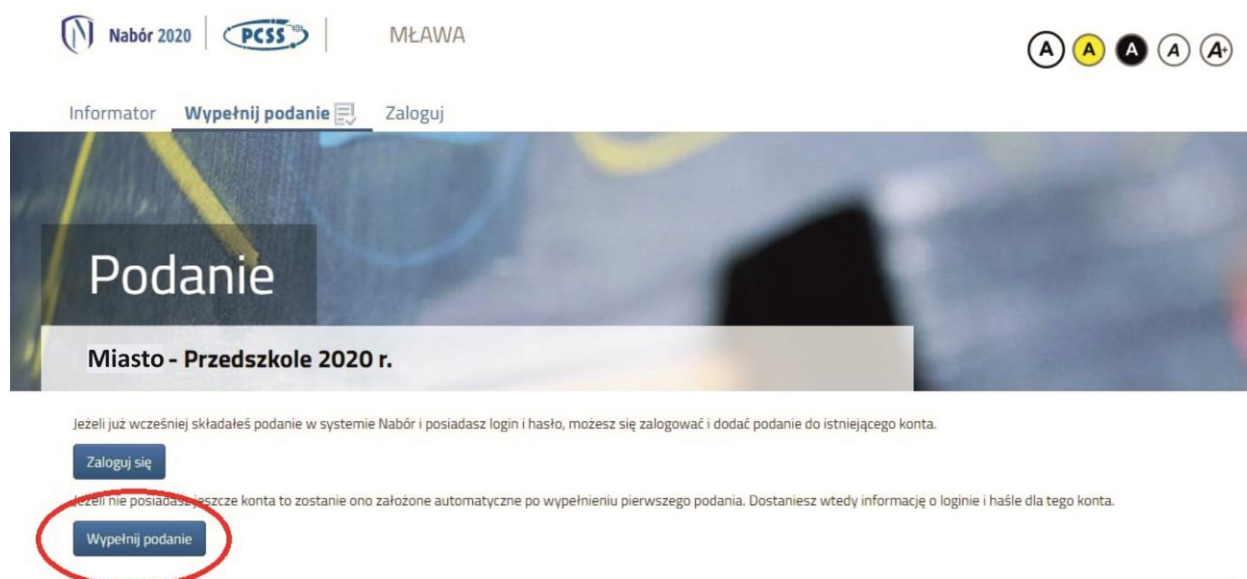 Nabór 2020 PCSS MŁAWA
A A A A A+
Informator Wypełnij podanie Zaloguj
Podanie
Miasto - Przedszkole 2020 r.
Jeżeli już wcześniej składałeś podanie w systemie Nabór i posiadasz login i hasło, możesz się zalogować i dodać podanie do istniejącego konta.
Zaloguj się
Jeżeli nie posiadasz jeszcze konta to zostanie ono założone automatyczne po wypełnieniu pierwszego podania. Dostaniesz wtedy informację o loginie i haśle dla tego konta.
Wypełnij podanie